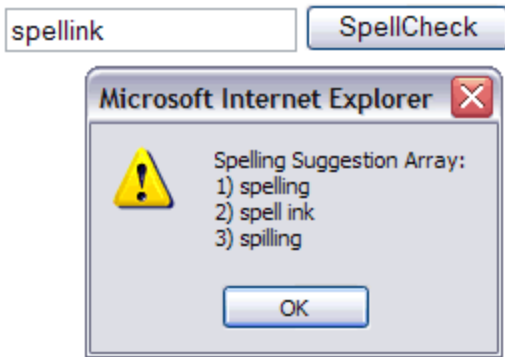 spellink
SpellCheck
Microsoft Internet Explorer
Spelling Suggestion Array:
1) spelling
2) spell ink
3) spilling
OK